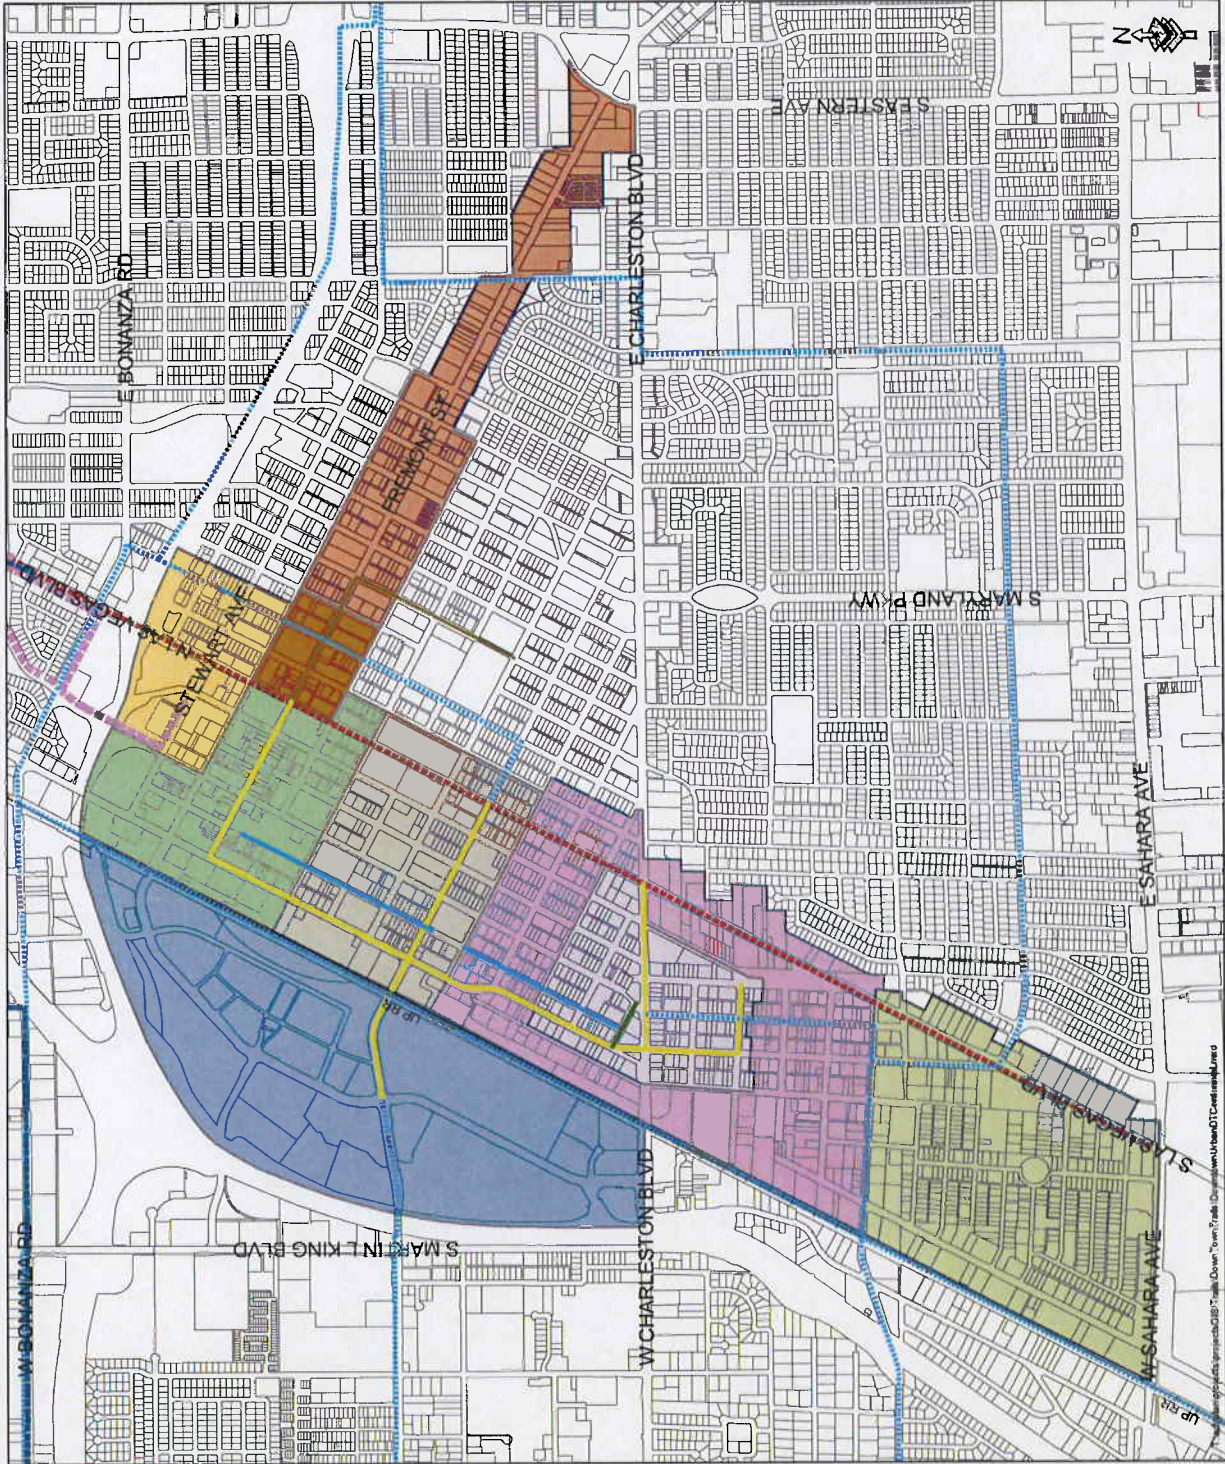 N
S EASTERN AVE
E BONANZA RD
E CHARLESTON BLVD
FREMONT ST
N LAS VEGAS BLVD
STEWART AVE
S MARYLAND PKWY
E SAHARA AVE
UP RR
S LAS VEGAS BLVD
S MARTIN L KING BLVD
W BONANZA RD
W CHARLESTON BLVD
W SAHARA AVE
UP RR